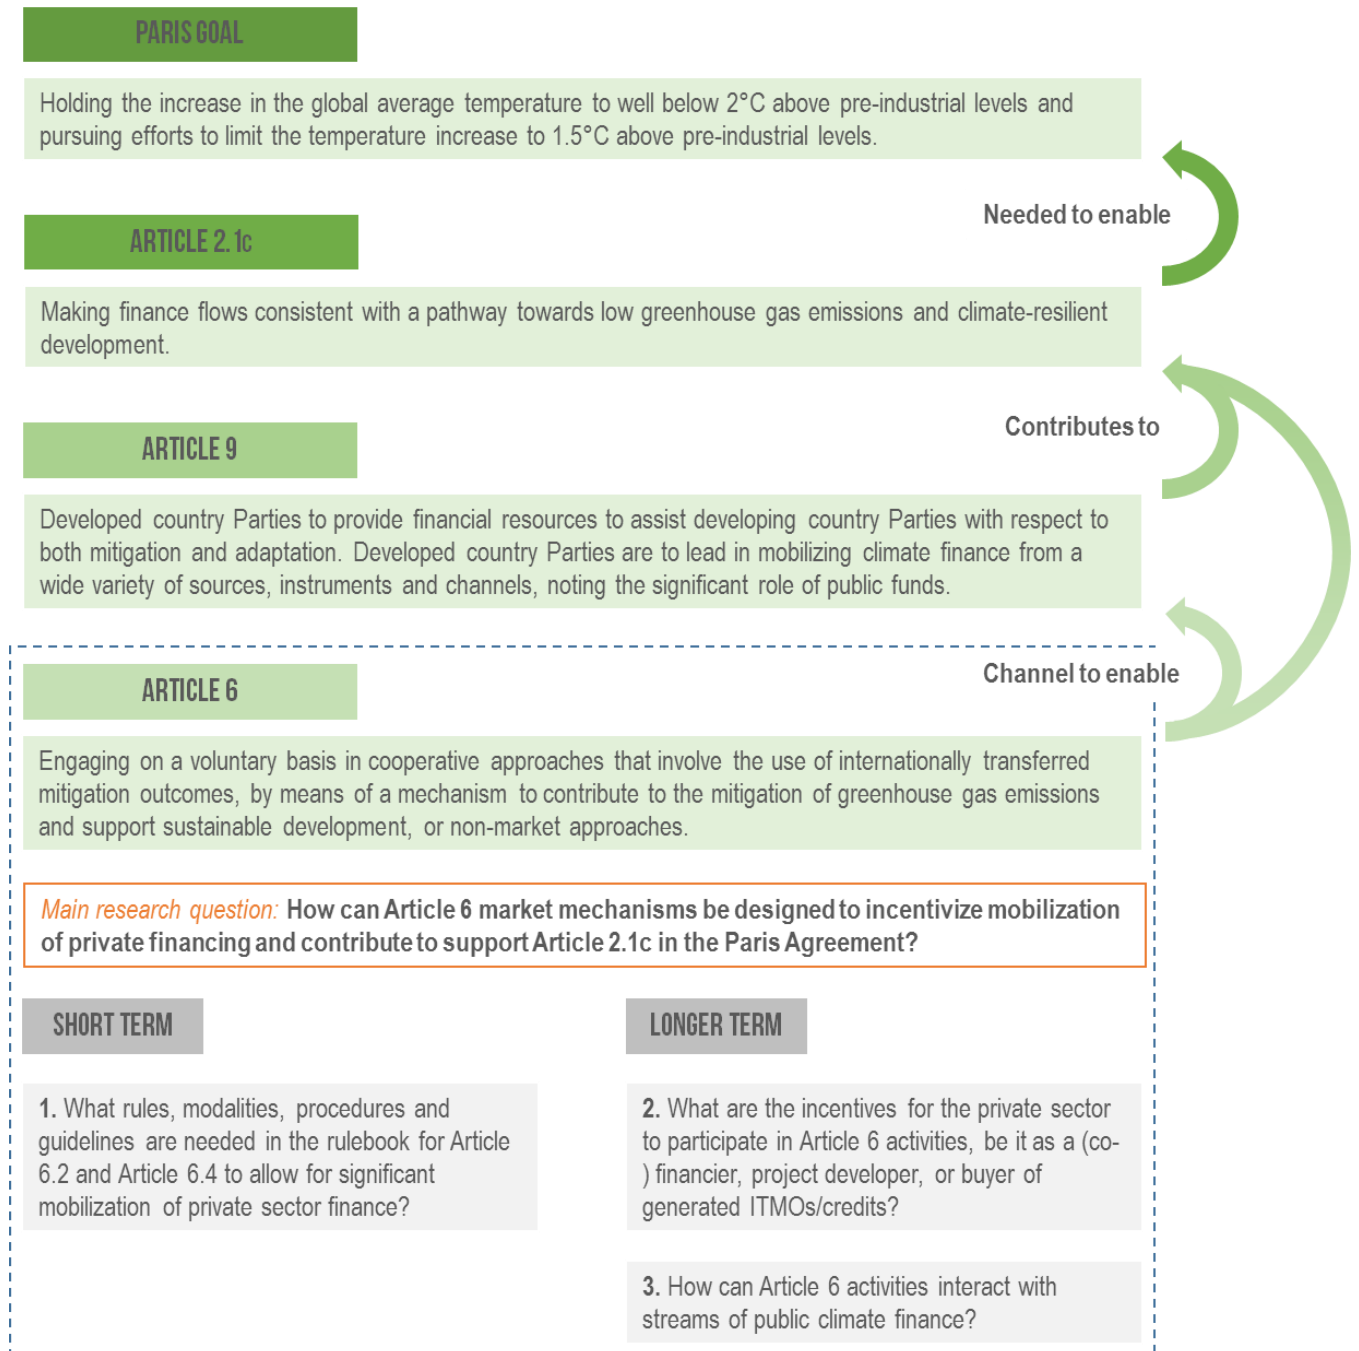 PARIS GOAL
Holding the increase in the global average temperature to well below 2°C above pre-industrial levels and
pursuing efforts to limit the temperature increase to 1.5°C above pre-industrial levels.
Needed to enable
ARTICLE 2.1c
Making finance flows consistent with a pathway towards low greenhouse gas emissions and climate-resilient
development.
Contributes to
ARTICLE 9
Developed country Parties to provide financial resources to assist developing country Parties with respect to
both mitigation and adaptation. Developed country Parties are to lead in mobilizing climate finance from a
wide variety of sources, instruments and channels, noting the significant role of public funds.
Channel to enable
ARTICLE 6
Engaging on a voluntary basis in cooperative approaches that involve the use of internationally transferred
mitigation outcomes, by means of a mechanism to contribute to the mitigation of greenhouse gas emissions
and support sustainable development, or non-market approaches.
Main research question: How can Article 6 market mechanisms be designed to incentivize mobilization
of private financing and contribute to support Article 2.1c in the Paris Agreement?
SHORT TERM
1. What rules, modalities, procedures and
guidelines are needed in the rulebook for Article
6.2 and Article 6.4 to allow for significant
mobilization of private sector finance?
LONGER TERM
2. What are the incentives for the private sector
to participate in Article 6 activities, be it as a (co-
) financier, project developer, or buyer of
generated ITMOs/credits?
3. How can Article 6 activities interact with
streams of public climate finance?